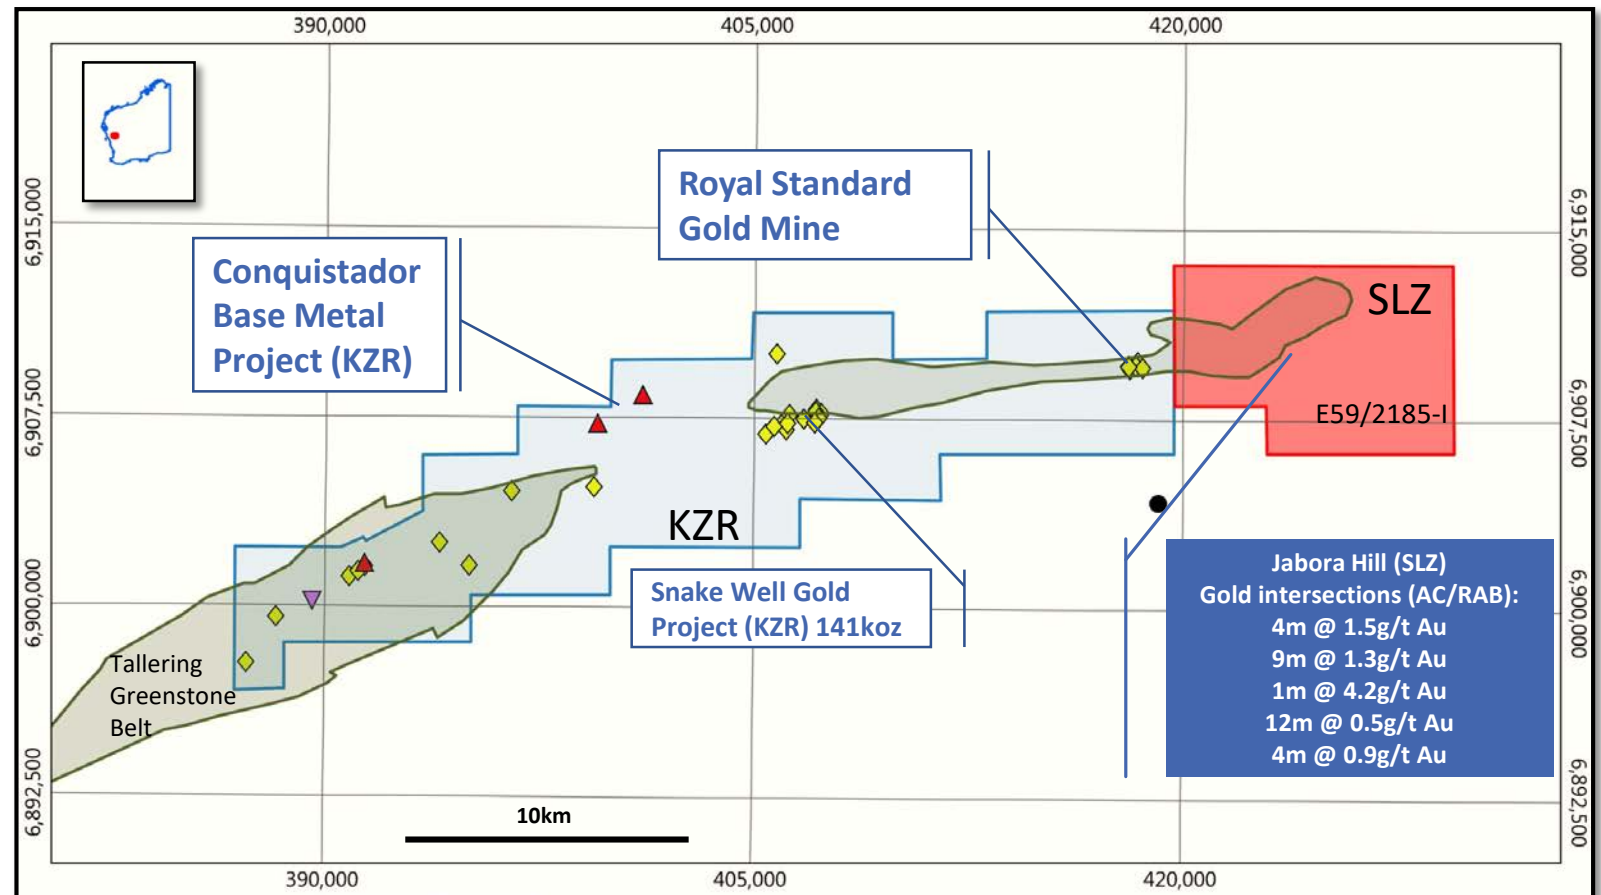 390,000
405,000
420,000
6,915,000
6,907,500
6,900,000
6,892,500
6,915,000
6,907,500
6,900,000
6,892,500
Royal Standard
Gold Mine
Conquistador
Base Metal
Project (KZR)
SLZ
E59/2185-I
KZR
Snake Well Gold
Project (KZR) 141koz
Jabora Hill (SLZ)
Gold intersections (AC/RAB):
4m @ 1.5g/t Au
9m @ 1.3g/t Au
1m @ 4.2g/t Au
12m @ 0.5g/t Au
4m @ 0.9g/t Au
Tallering
Greenstone
Belt
10km
390,000
405,000
420,000